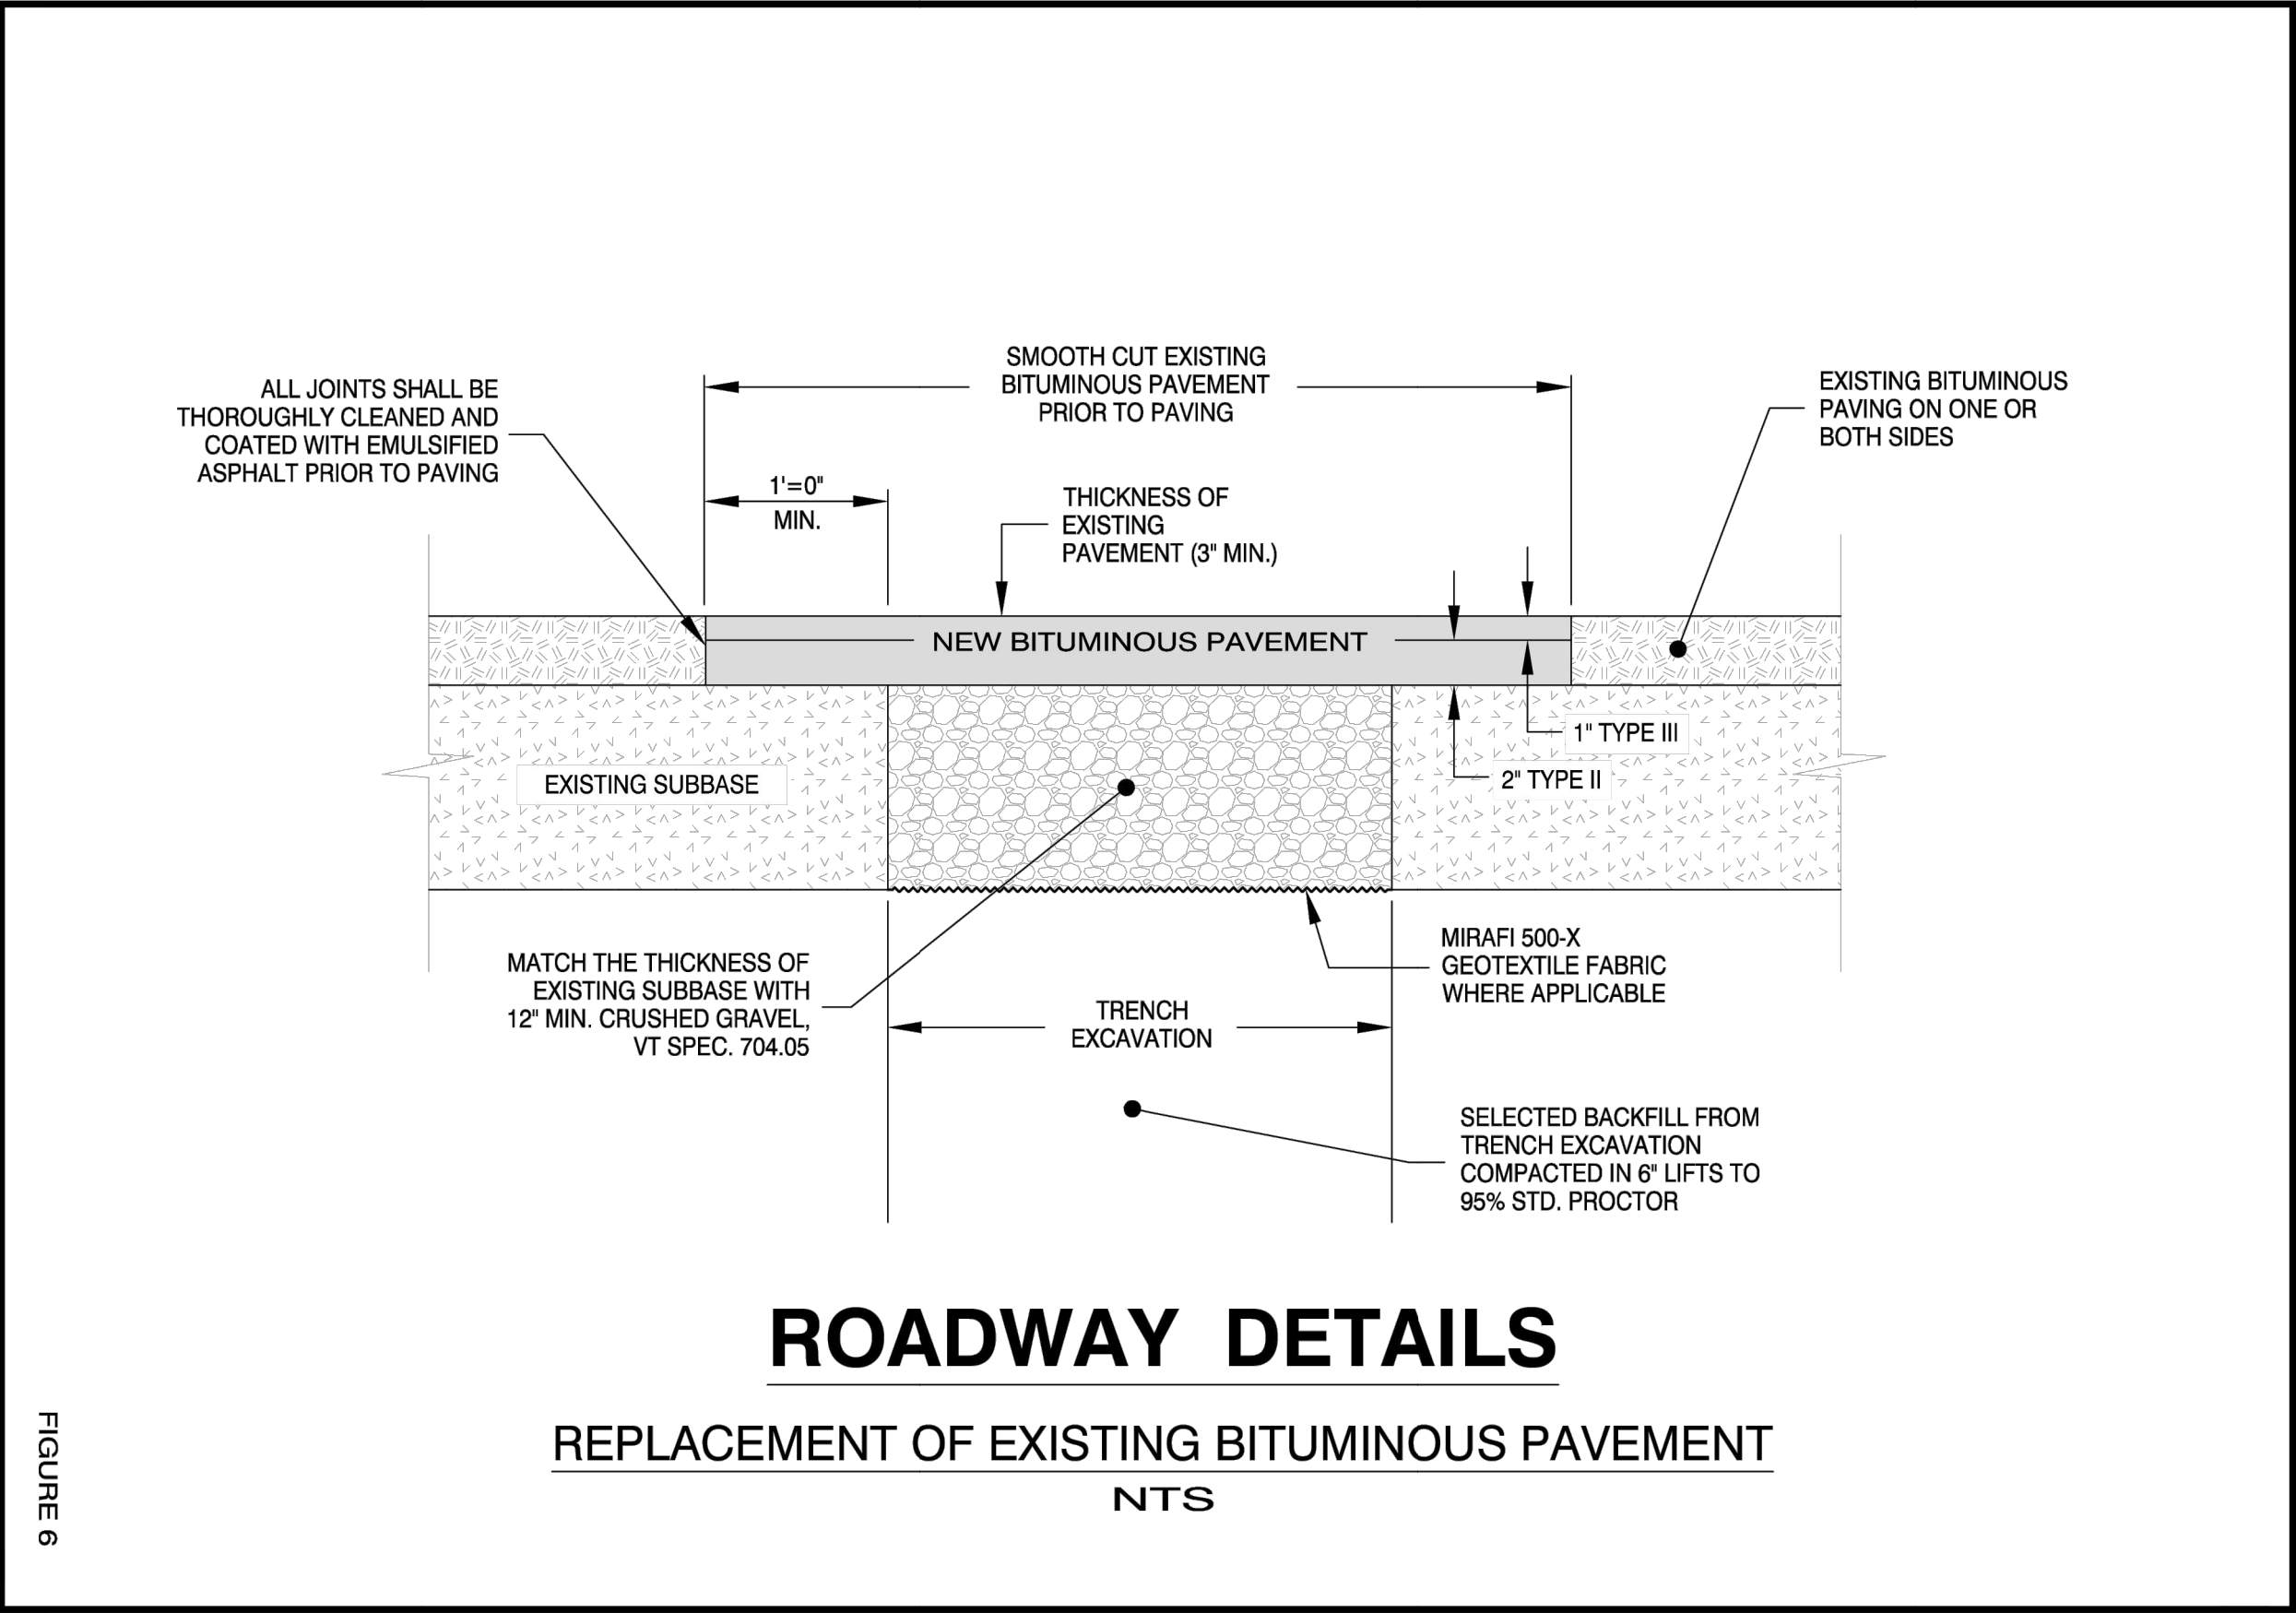 SMOOTH CUT EXISTING
BITUMINOUS PAVEMENT
PRIOR TO PAVING
ALL JOINTS SHALL BE
THOROUGHLY CLEANED AND
COATED WITH EMULSIFIED
ASPHALT PRIOR TO PAVING
EXISTING BITUMINOUS
PAVING ON ONE OR
BOTH SIDES
1'=0"
MIN.
THICKNESS OF
EXISTING
PAVEMENT (3" MIN.)
NEW BITUMINOUS PAVEMENT
1" TYPE III
2" TYPE II
EXISTING SUBBASE
MATCH THE THICKNESS OF
EXISTING SUBBASE WITH
12" MIN. CRUSHED GRAVEL,
VT SPEC. 704.05
MIRAFI 500-X
GEOTEXTILE FABRIC
WHERE APPLICABLE
TRENCH
EXCAVATION
SELECTED BACKFILL FROM
TRENCH EXCAVATION
COMPACTED IN 6" LIFTS TO
95% STD. PROCTOR
ROADWAY DETAILS
REPLACEMENT OF EXISTING BITUMINOUS PAVEMENT
NTS
FIGURE 6